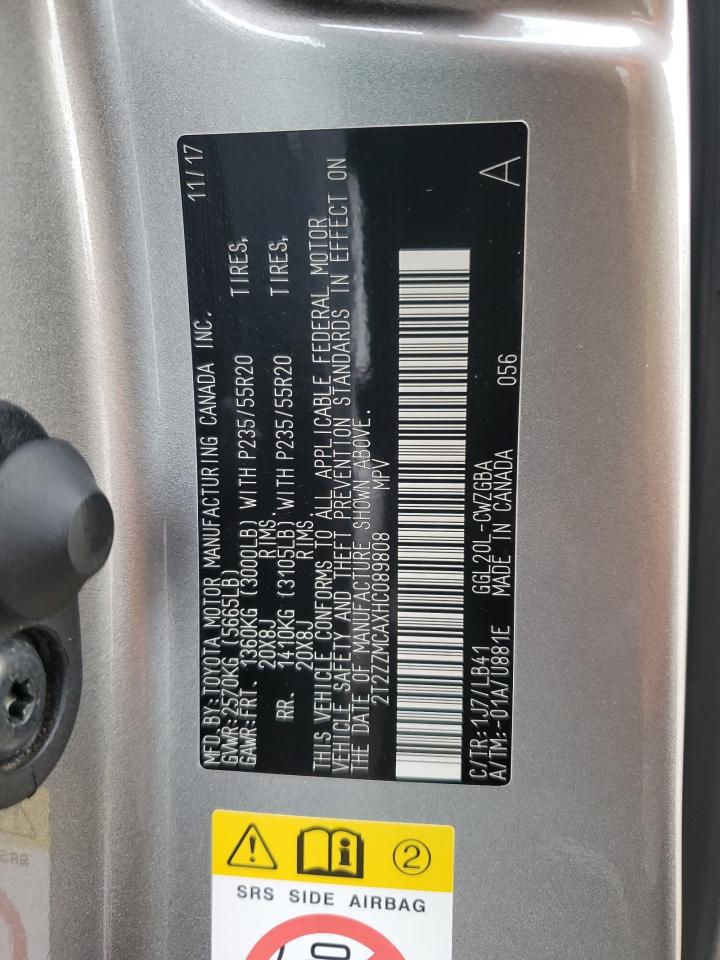 MFD.BY:TOYOTA MOTOR MANUFACTURING CANADA INC. 11/17
GVWR:2570KG (5665LB)
GAWR:FRT. 1360KG (3000LB) WITH P235/55R20 TIRES,
20X8J RIMS,
RR. 1410KG (3105LB) WITH P235/55R20 TIRES,
20X8J RIMS
THIS VEHICLE CONFORMS TO ALL APPLICABLE FEDERAL MOTOR
VEHICLE SAFETY AND THEFT PREVENTION STANDARDS IN EFFECT ON
THE DATE OF MANUFACTURE SHOWN ABOVE.
2T2ZZMCAXHC089808 MPV
C/TR:1J7/LB41 GGL20L-CWZGBA 056 A
A/TM:-01A/U881E MADE IN CANADA
2
SRS SIDE AIRBAG